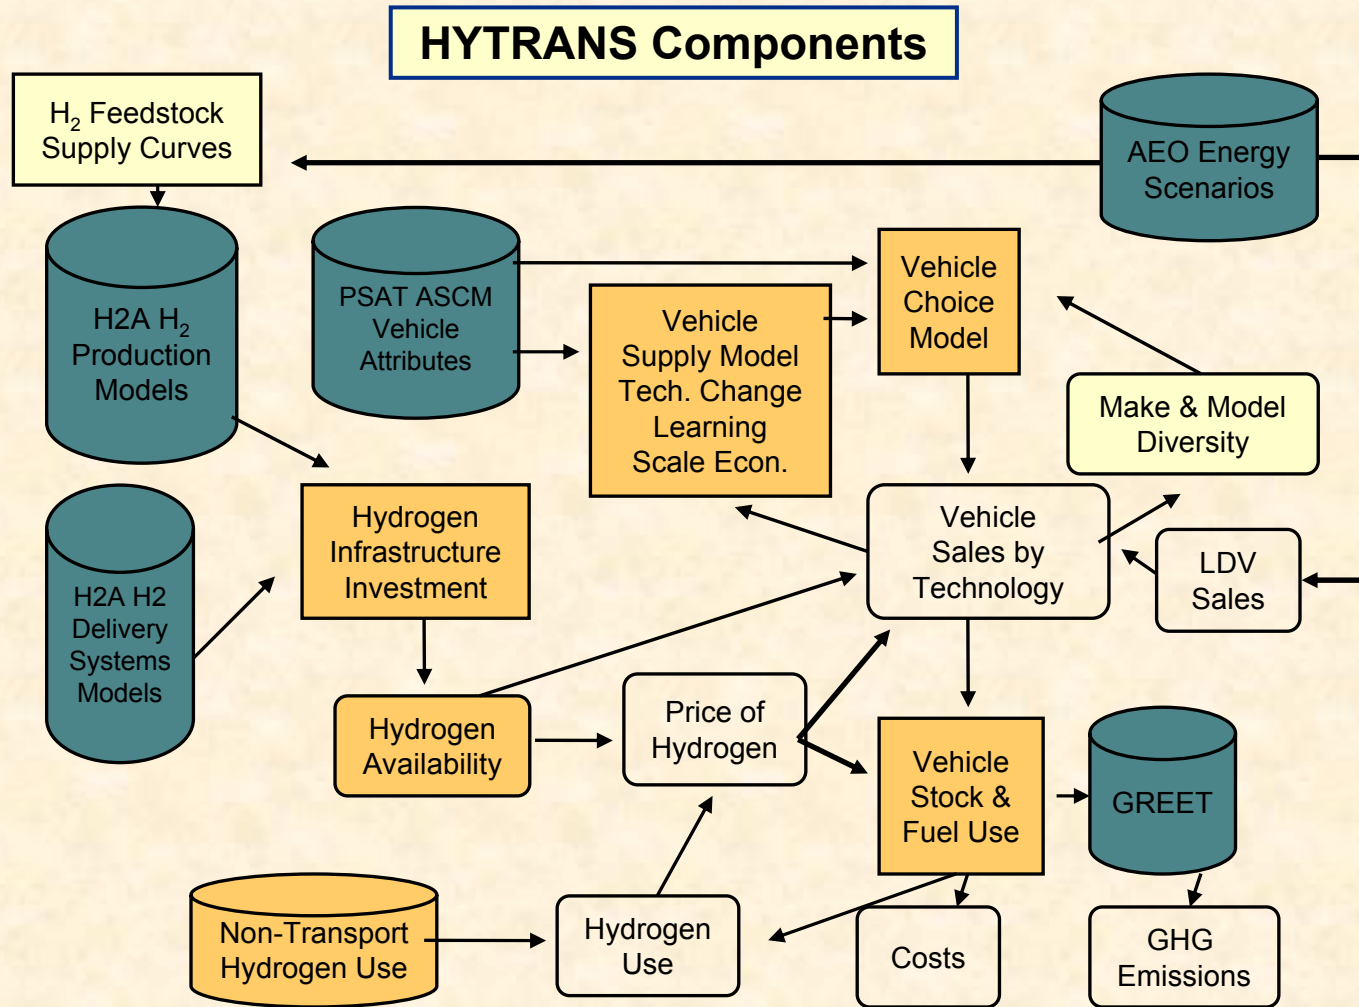 HYTRANS Components
H₂ Feedstock
Supply Curves
AEO Energy
Scenarios
H2A H₂
Production
Models
PSAT ASCM
Vehicle
Attributes
Vehicle
Supply Model
Tech. Change
Learning
Scale Econ.
Vehicle
Choice
Model
Make & Model
Diversity
Hydrogen
Infrastructure
Investment
Vehicle
Sales by
Technology
LDV
Sales
H2A H2
Delivery
Systems
Models
Hydrogen
Availability
Price of
Hydrogen
Vehicle
Stock &
Fuel Use
GREET
Non-Transport
Hydrogen Use
Hydrogen
Use
Costs
GHG
Emissions